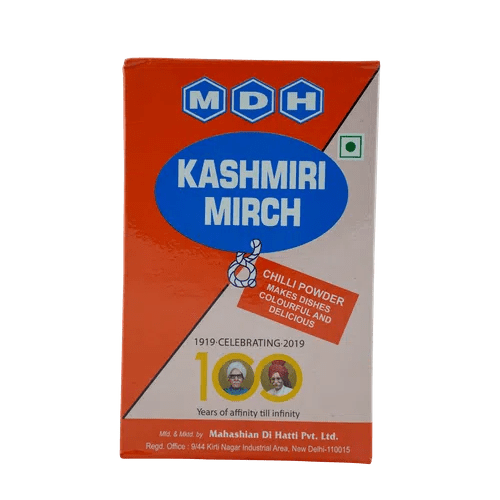 MDH
KASHMIRI
MIRCH
CHILLI POWDER
MAKES DISHES
COLOURFUL AND
DELICIOUS
1919·CELEBRATING·2019
100
Years of affinity till infinity
Mfd. & Mktd. by Mahashian Di Hatti Pvt. Ltd.
Regd. Office : 9/44 Kirti Nagar Industrial Area, New Delhi-110015